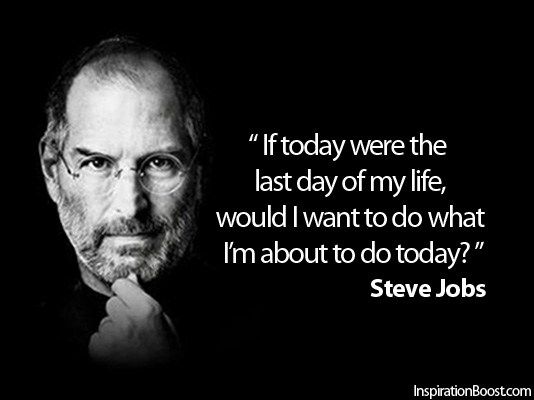 “ If today were the
last day of my life,
would I want to do what
I’m about to do today? ”
Steve Jobs
InspirationBoost.com